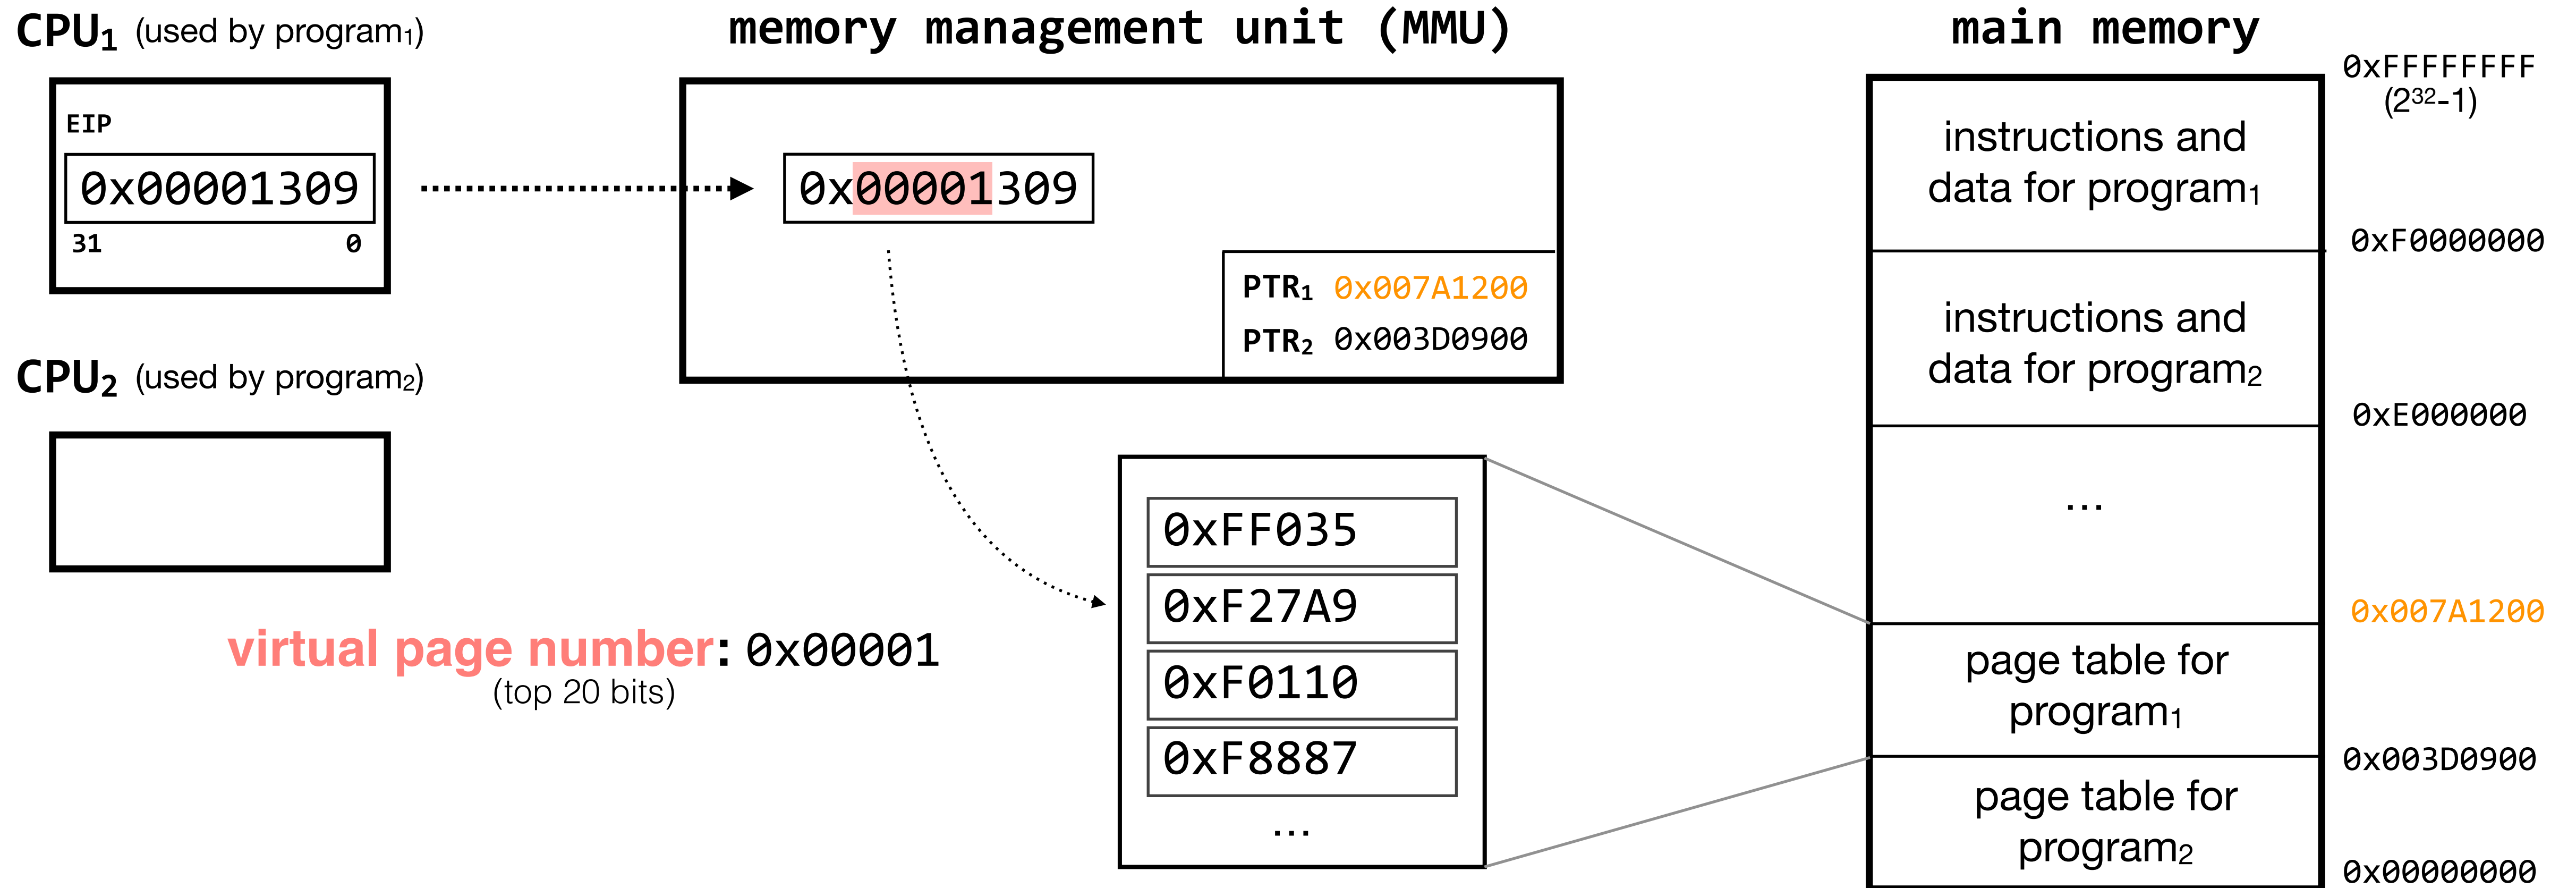 CPU₁ (used by program₁)
EIP
0x00001309
31 0
CPU₂ (used by program₂)
memory management unit (MMU)
0x00001309
PTR₁ 0x007A1200
PTR₂ 0x003D0900
virtual page number: 0x00001
(top 20 bits)
0xFF035
0xF27A9
0xF0110
0xF8887
...
main memory
0xFFFFFFFF
(2³²-1)
instructions and
data for program₁
0xF0000000
instructions and
data for program₂
0xE000000
...
0x007A1200
page table for
program₁
0x003D0900
page table for
program₂
0x00000000